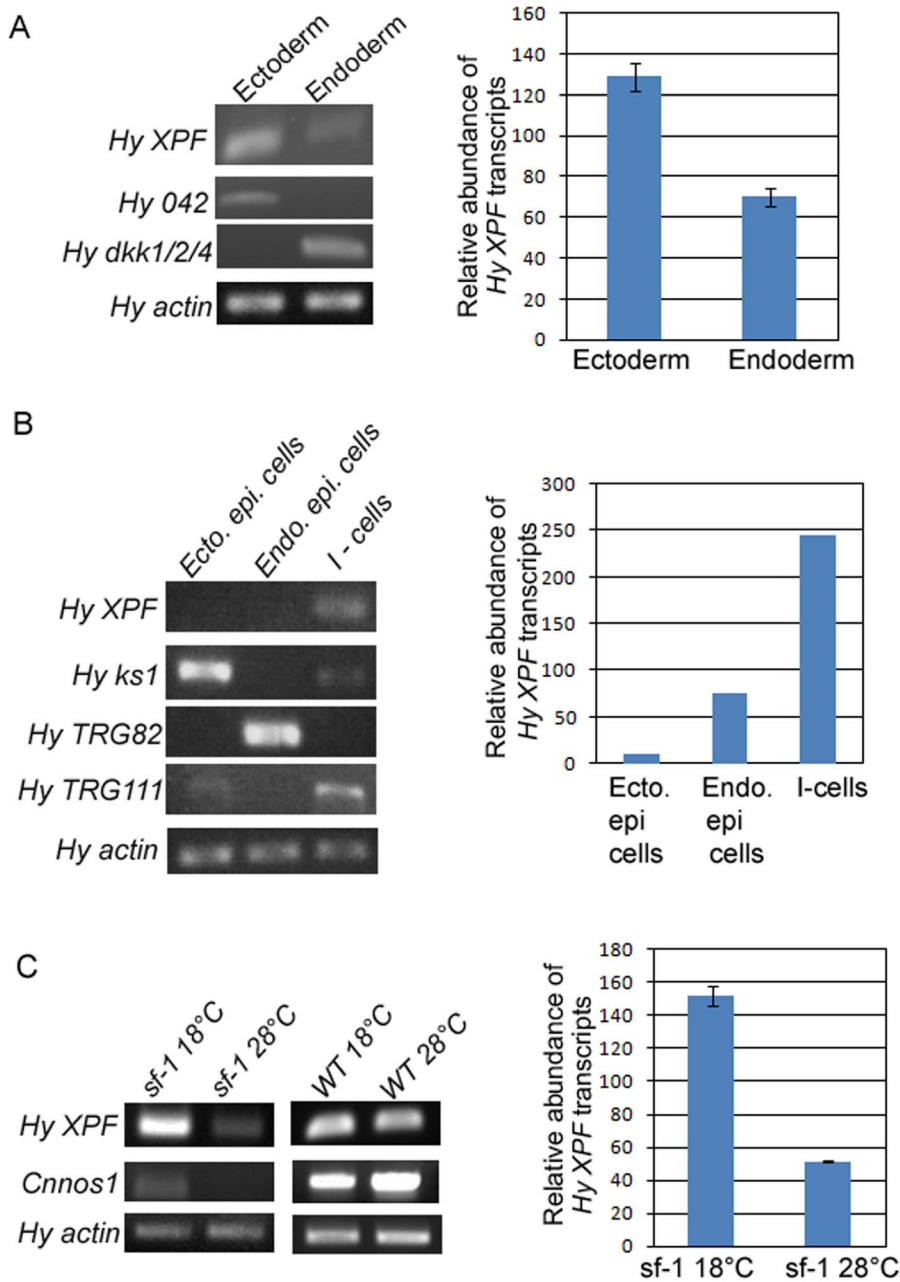 A
Ectoderm
Endoderm
Hy XPF
Hy 042
Hy dkk1/2/4
Hy actin
Relative abundance of
Hy XPF transcripts
160
140
120
100
80
60
40
20
0
Ectoderm Endoderm
B
Ecto. epi. cells
Endo. epi. cells
I - cells
Hy XPF
Hy ks1
Hy TRG82
Hy TRG111
Hy actin
Relative abundance of
Hy XPF transcripts
300
250
200
150
100
50
0
Ecto. Endo. I-cells
epi epi
cells cells
C
sf-1 18°C
sf-1 28°C
WT 18°C
WT 28°C
Hy XPF
Cnnos1
Hy actin
Relative abundance of
Hy XPF transcripts
180
160
140
120
100
80
60
40
20
0
sf-1 18°C sf-1 28°C